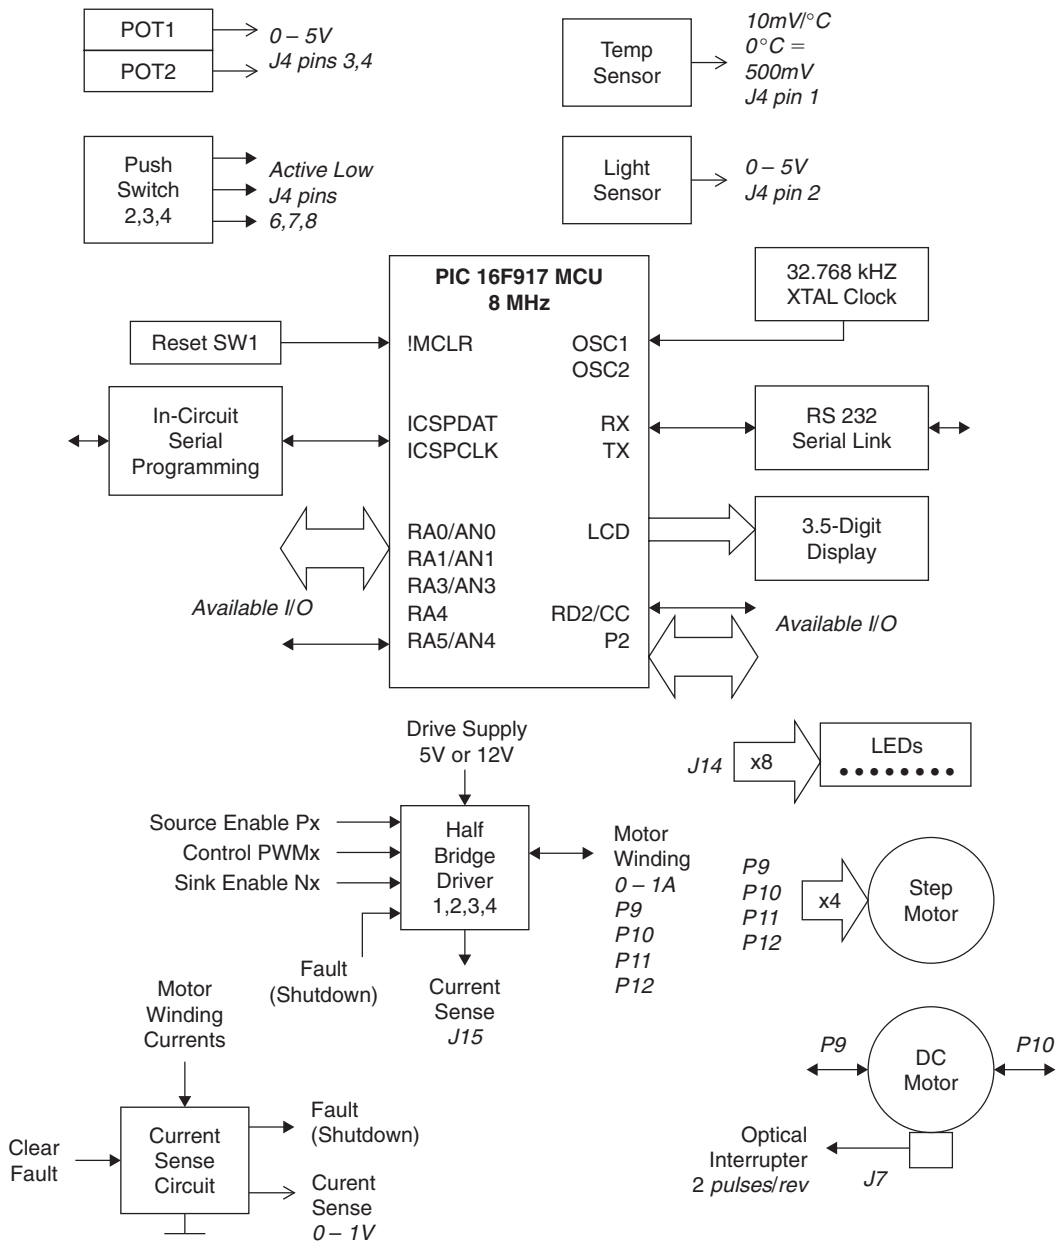 POT1
POT2
0 – 5V
J4 pins 3,4
Temp
Sensor
10mV/°C
0°C =
500mV
J4 pin 1
Push
Switch
2,3,4
Active Low
J4 pins
6,7,8
Light
Sensor
0 – 5V
J4 pin 2
PIC 16F917 MCU
8 MHz
32.768 kHZ
XTAL Clock
Reset SW1
!MCLR
OSC1
OSC2
In-Circuit
Serial
Programming
ICSPDAT
ICSPCLK
RX
TX
RS 232
Serial Link
RA0/AN0
RA1/AN1
RA3/AN3
RA4
RA5/AN4
LCD
3.5-Digit
Display
Available I/O
RD2/CC
P2
Available I/O
Drive Supply
5V or 12V
J14
x8
LEDs
Source Enable Px
Control PWMx
Sink Enable Nx
Half
Bridge
Driver
1,2,3,4
Motor
Winding
0 – 1A
P9
P10
P11
P12
P9
P10
P11
P12
x4
Step
Motor
Fault
(Shutdown)
Current
Sense
J15
Motor
Winding
Currents
P9
DC
Motor
P10
Clear
Fault
Current
Sense
Circuit
Fault
(Shutdown)
Curent
Sense
0 – 1V
Optical
Interrupter
2 pulses/rev
J7